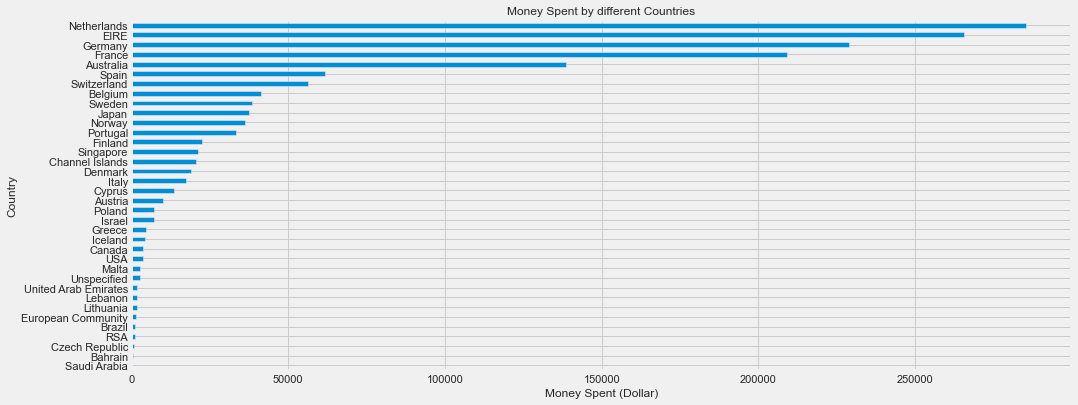 Money Spent by different Countries
Netherlands
EIRE
Germany
France
Australia
Spain
Switzerland
Belgium
Sweden
Japan
Norway
Portugal
Finland
Singapore
Channel Islands
Denmark
Italy
Cyprus
Austria
Poland
Israel
Greece
Iceland
Canada
USA
Malta
Unspecified
United Arab Emirates
Lebanon
Lithuania
European Community
Brazil
RSA
Czech Republic
Bahrain
Saudi Arabia
Country
0 50000 100000 150000 200000 250000
Money Spent (Dollar)